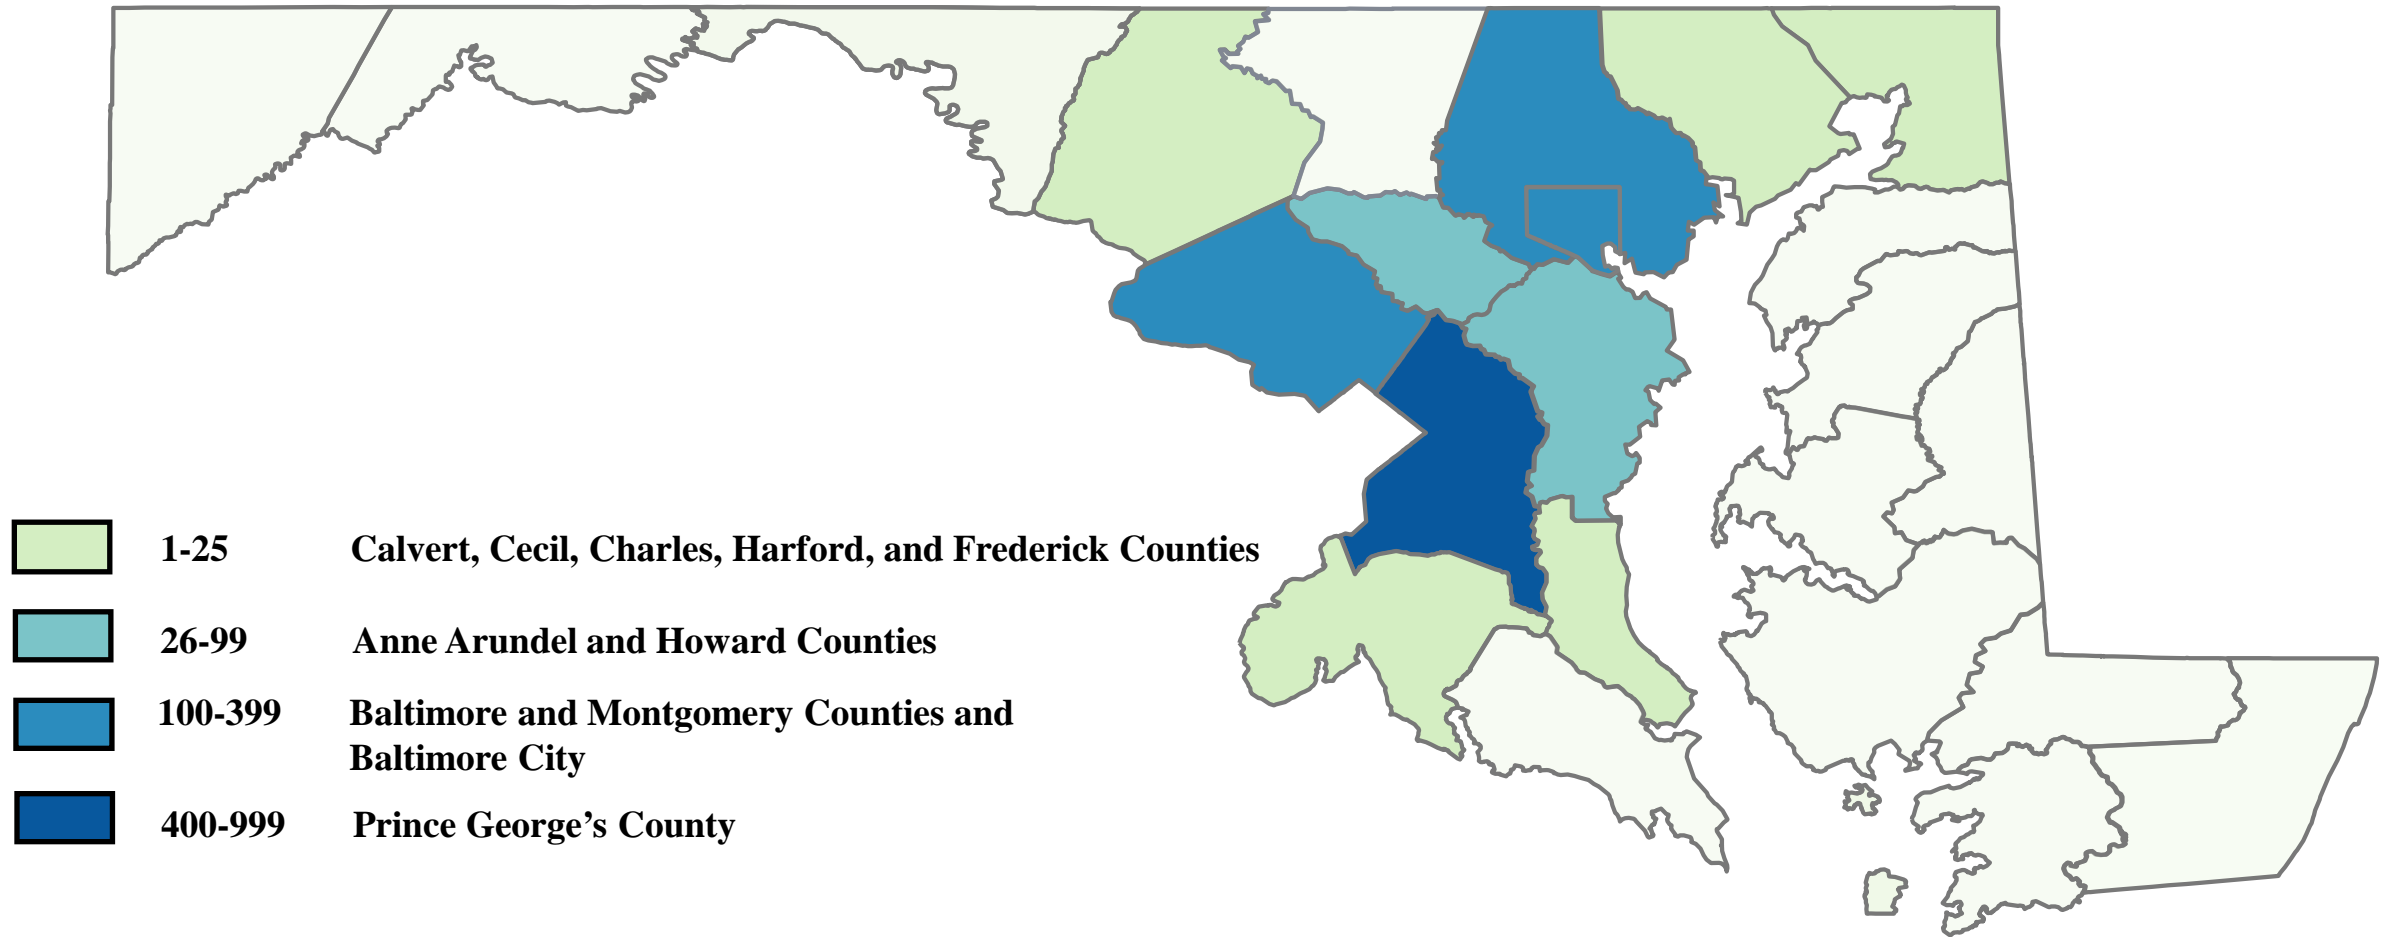 1-25 Calvert, Cecil, Charles, Harford, and Frederick Counties
26-99 Anne Arundel and Howard Counties
100-399 Baltimore and Montgomery Counties and
Baltimore City
400-999 Prince George’s County